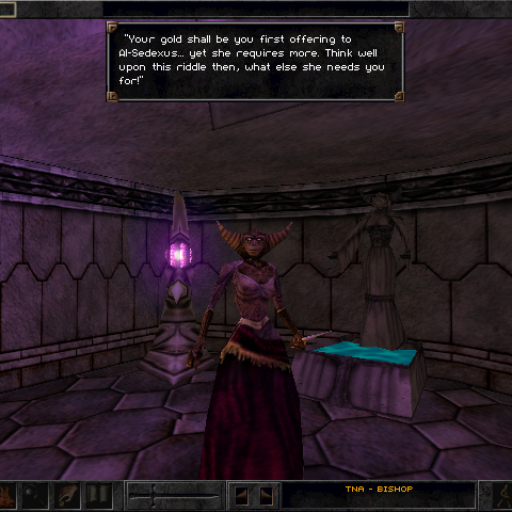 "Your gold shall be you first offering to
Al-Sedexus... yet she requires more. Think well
upon this riddle then, what else she needs you
for!"
TNA - BISHOP